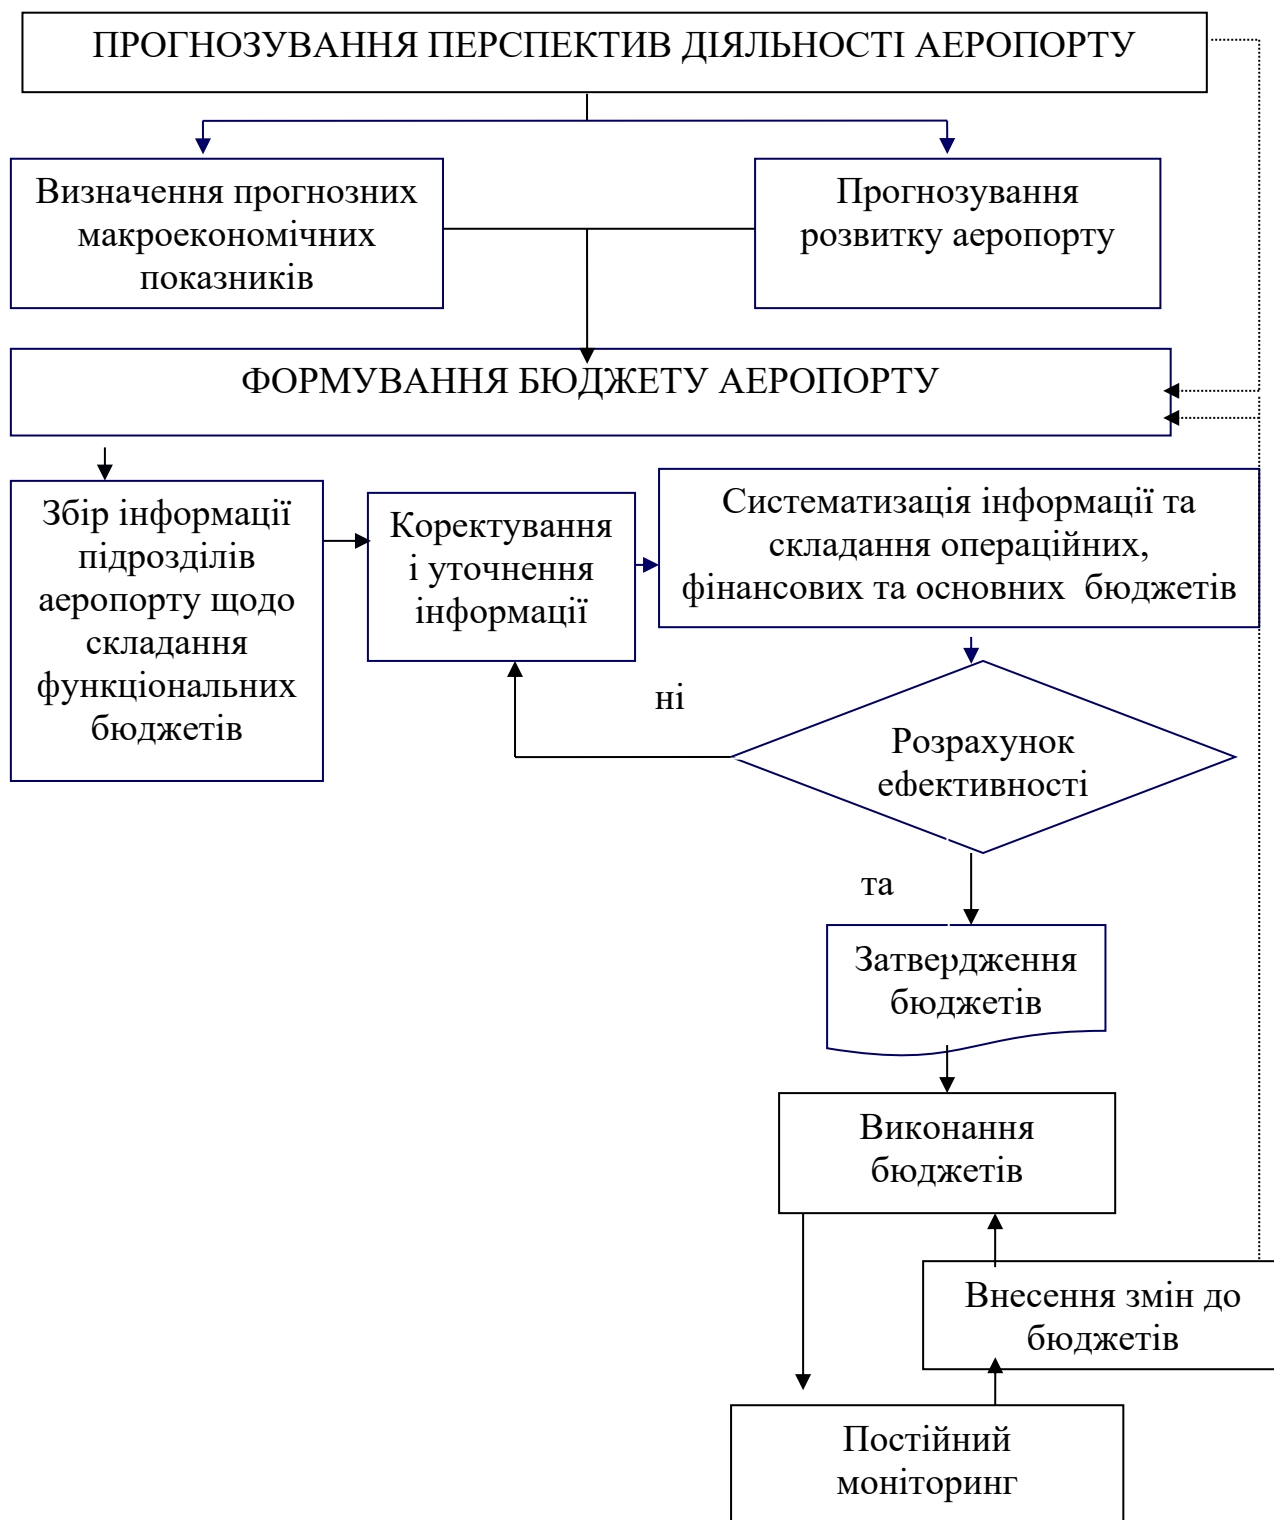 ПРОГНОЗУВАННЯ ПЕРСПЕКТИВ ДІЯЛЬНОСТІ АЕРОПОРТУ
Визначення прогнозних
макроекономічних
показників
Прогнозування
розвитку аеропорту
ФОРМУВАННЯ БЮДЖЕТУ АЕРОПОРТУ
Збір інформації
підрозділів
аеропорту щодо
складання
функціональних
бюджетів
Коректування
і уточнення
інформації
Систематизація інформації та
складання операційних,
фінансових та основних бюджетів
ні
Розрахунок
ефективності
та
Затвердження
бюджетів
Виконання
бюджетів
Внесення змін до
бюджетів
Постійний
моніторинг